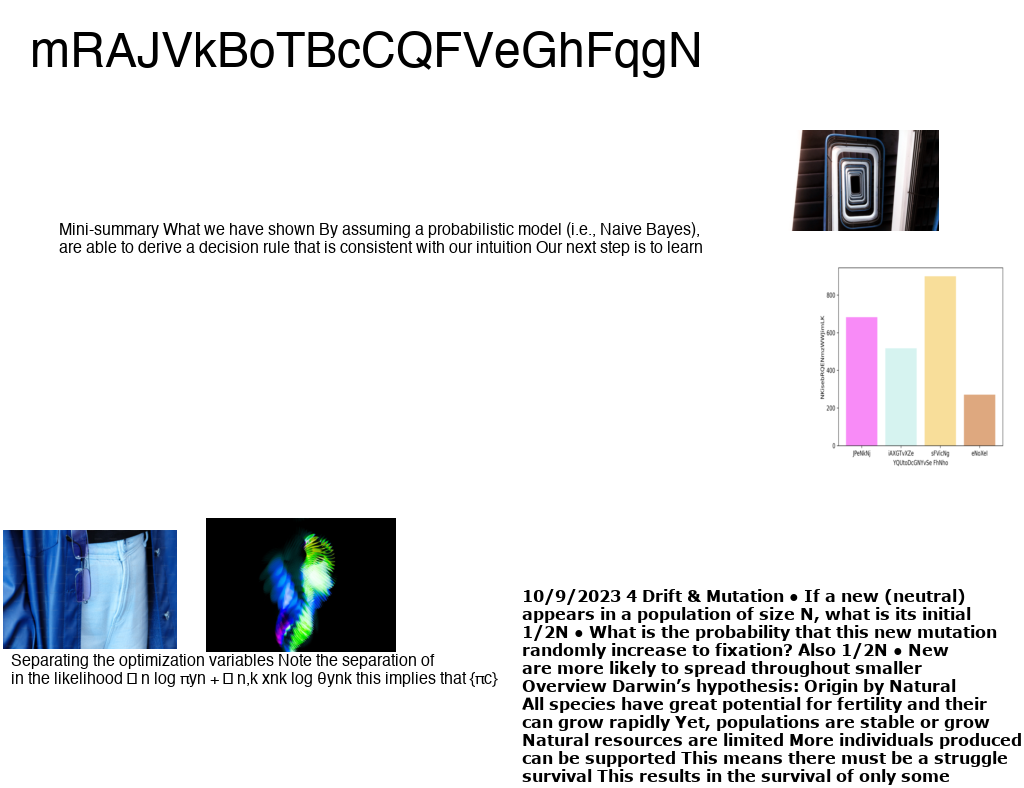 mRAJVkBoTBcCQFVeGhFqgN
Mini-summary What we have shown By assuming a probabilistic model (i.e., Naive Bayes),
are able to derive a decision rule that is consistent with our intuition Our next step is to learn
800
600
400
200
0
JPeNkNj iAXGTvXZe sFVicNg eNoXel
YQUtoDcGNYvSe FhNho
Separating the optimization variables Note the separation of
in the likelihood □ n log πyn + □ n,k xnk log θynk this implies that {πc}
10/9/2023 4 Drift & Mutation ● If a new (neutral)
appears in a population of size N, what is its initial
1/2N ● What is the probability that this new mutation
randomly increase to fixation? Also 1/2N ● New
are more likely to spread throughout smaller
Overview Darwin’s hypothesis: Origin by Natural
All species have great potential for fertility and their
can grow rapidly Yet, populations are stable or grow
Natural resources are limited More individuals produced
can be supported This means there must be a struggle
survival This results in the survival of only some